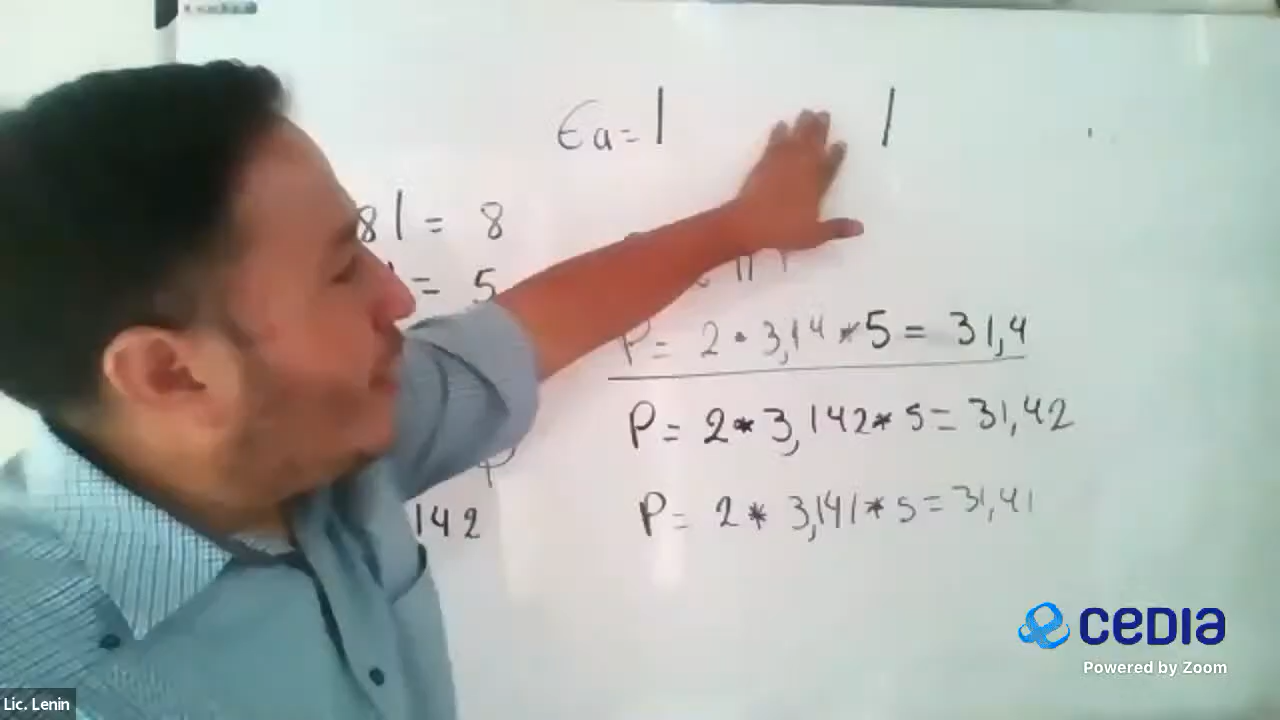 Ea = | |
8| = 8
= 5
P = 2 * 3,14 * 5 = 31,4
P = 2 * 3,142 * 5 = 31,42
P = 2 * 3,141 * 5 = 31,41
142
cedia
Powered by Zoom
Lic. Lenin